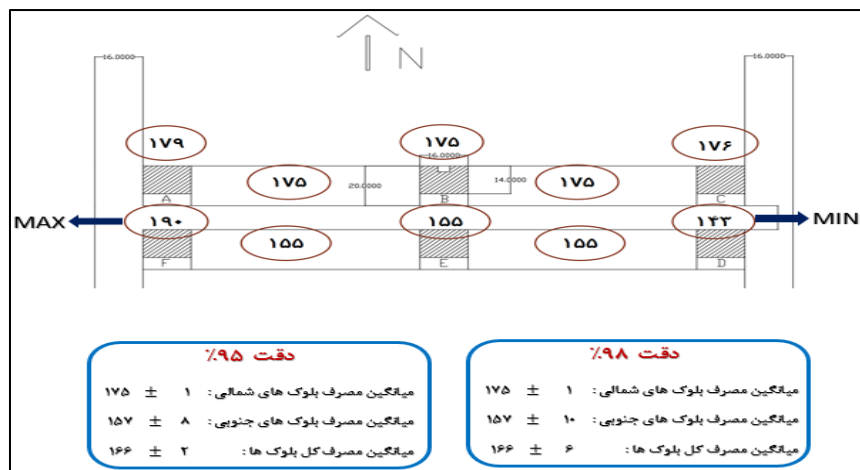 N
16.0000
16.0000
۱۷۹
۱۷۵
۱۷۶
16.0000
۱۷۵
۱۷۵
20.0000
14.0000
A
B
C
MAX
۱۹۰
۱۵۵
۱۴۳
MIN
۱۵۵
۱۵۵
F
E
D
دقت ۹۸٪
میانگین مصرف بلوک های شمالی : ۱ ± ۱۷۵
میانگین مصرف بلوک های جنوبی : ۱۰ ± ۱۵۷
میانگین مصرف کل بلوک ها : ۶ ± ۱۶۶
دقت ۹۵٪
میانگین مصرف بلوک های شمالی : ۱ ± ۱۷۵
میانگین مصرف بلوک های جنوبی : ۸ ± ۱۵۷
میانگین مصرف کل بلوک ها : ۲ ± ۱۶۶